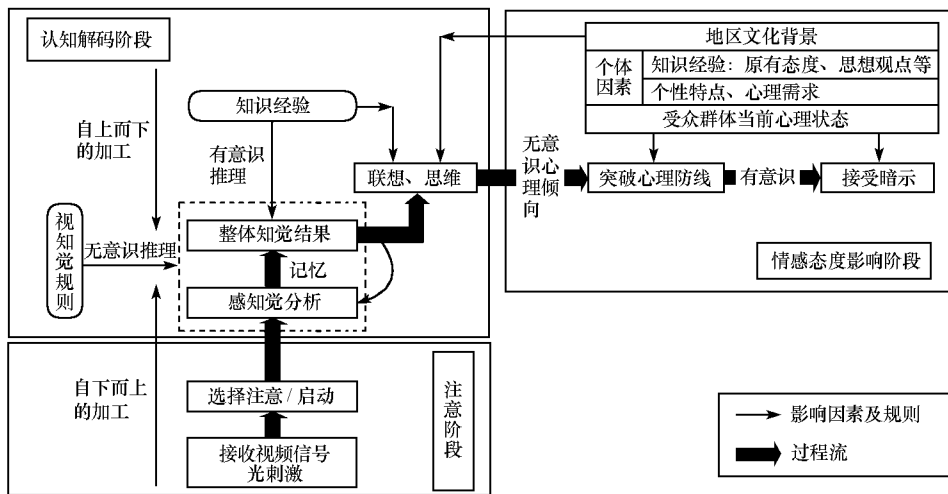 认知解码阶段
自上而下
的加工
知识经验
有意识
推理
联想、思维
视知觉规则
无意识推理
整体知觉结果
记忆
感知觉分析
自下而上
的加工
选择注意/启动
接收视频信号
光刺激
注意阶段
地区文化背景
个体
因素
知识经验：原有态度、思想观点等
个性特点、心理需求
受众群体当前心理状态
无意
识心
理倾
向
突破心理防线
有意识
接受暗示
情感态度影响阶段
影响因素及规则
过程流